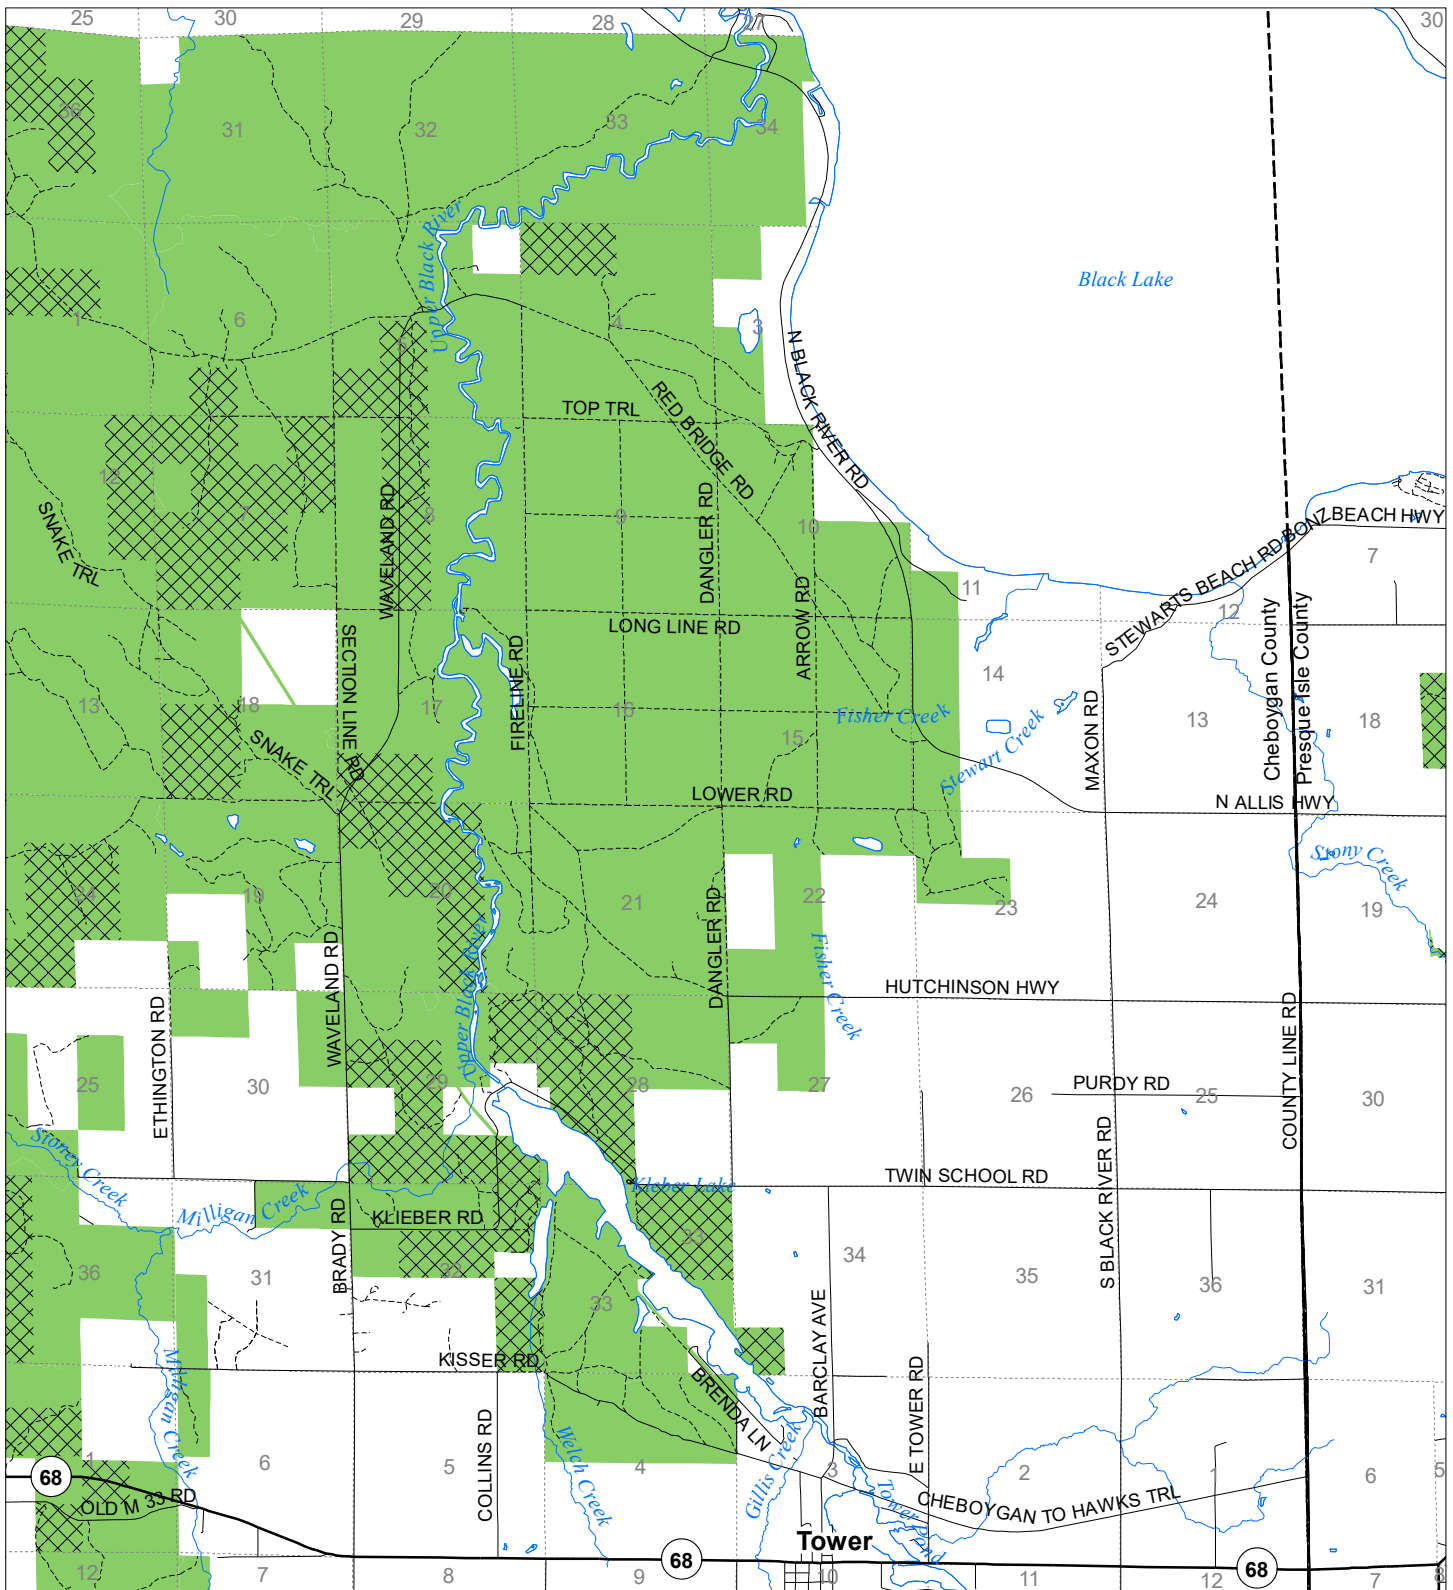 25 30 29 28 27 30
36 31 32 33 34
Upper Black River
Black Lake
1 6 5 4 3
N BLACK RIVER RD
RED BRIDGE RD
TOP TRL
12 7 8 9 10
SNAKE TRL
WAVELAND RD
DANGLER RD
BONZ BEACH HWY
STEWARTS BEACH RD
7
11 12
ARROW RD
LONG LINE RD
SECTION LINE RD
FIRELINE RD
Cheboygan County
Presque Isle County
13 18 17 16 15 14 13 18
Fisher Creek
Stewart Creek
MAXON RD
SNAKE TRL
LOWER RD
N ALLIS HWY
Stony Creek
24 19 20 21 22 23 24 19
Upper Black River
WAVELAND RD
DANGLER RD
Fisher Creek
HUTCHINSON HWY
ETHINGTON RD
COUNTY LINE RD
25 30 29 28 27 26 25 30
PURDY RD
S BLACK RIVER RD
Stoney Creek
Milligan Creek
Kleber Lake
TWIN SCHOOL RD
KLIEBER RD
BRADY RD
36 31 32 33 33 34 35 36 31
BARCLAY AVE
KISSER RD
BRENDA LN
E TOWER RD
Milligan Creek
COLLINS RD
Welch Creek
Gillis Creek
Tower Pond
1 6 5 4 3 2 1 6 5
68
OLD M 33 RD
CHEBOYGAN TO HAWKS TRL
Tower
68
68
12 7 8 9 10 11 12 7 8